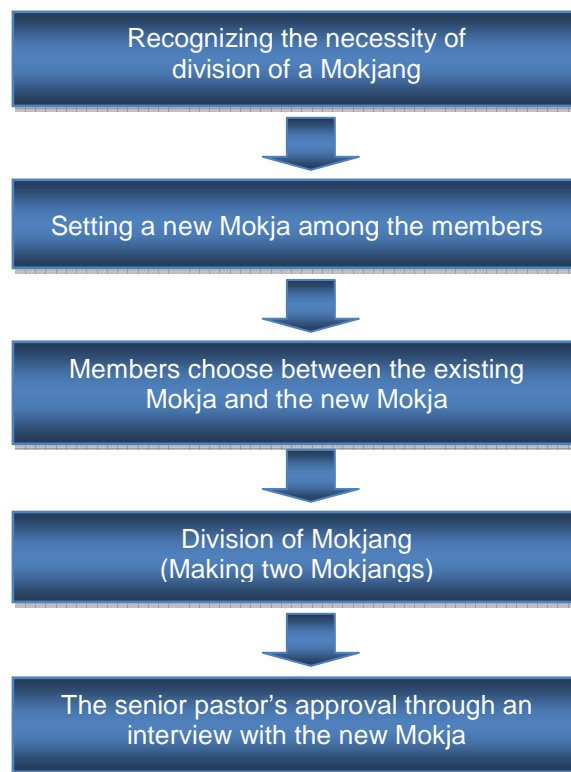 Recognizing the necessity of
division of a Mokjang
Setting a new Mokja among the members
Members choose between the existing
Mokja and the new Mokja
Division of Mokjang
(Making two Mokjangs)
The senior pastor’s approval through an
interview with the new Mokja